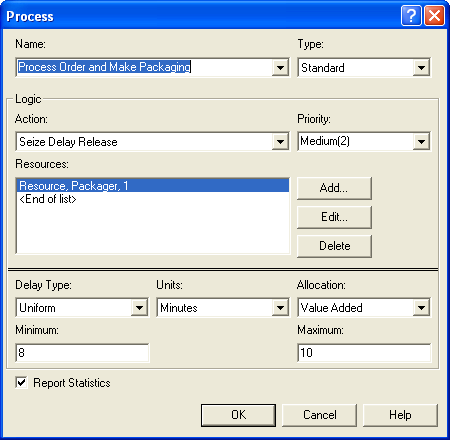 Process
Name: Type:
Process Order and Make Packaging Standard
Logic
Action: Priority:
Seize Delay Release Medium(2)
Resources:
Resource, Packager, 1 Add...
<End of list>
Edit...
Delete
Delay Type: Units: Allocation:
Uniform Minutes Value Added
Minimum: Maximum:
8 10
Report Statistics
OK Cancel Help